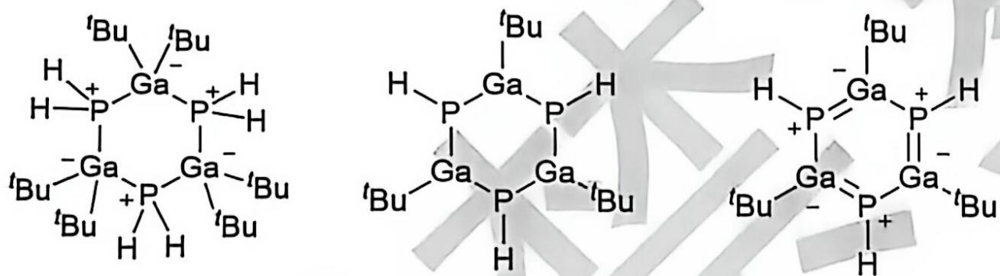 tBu tBu
H Ga − H
H P + P + H
− Ga Ga −
tBu P + tBu
tBu H H tBu
tBu
H Ga H
P P
Ga Ga
tBu P tBu
H
tBu
H − Ga + H
P + P
Ga − Ga −
tBu P + tBu
H